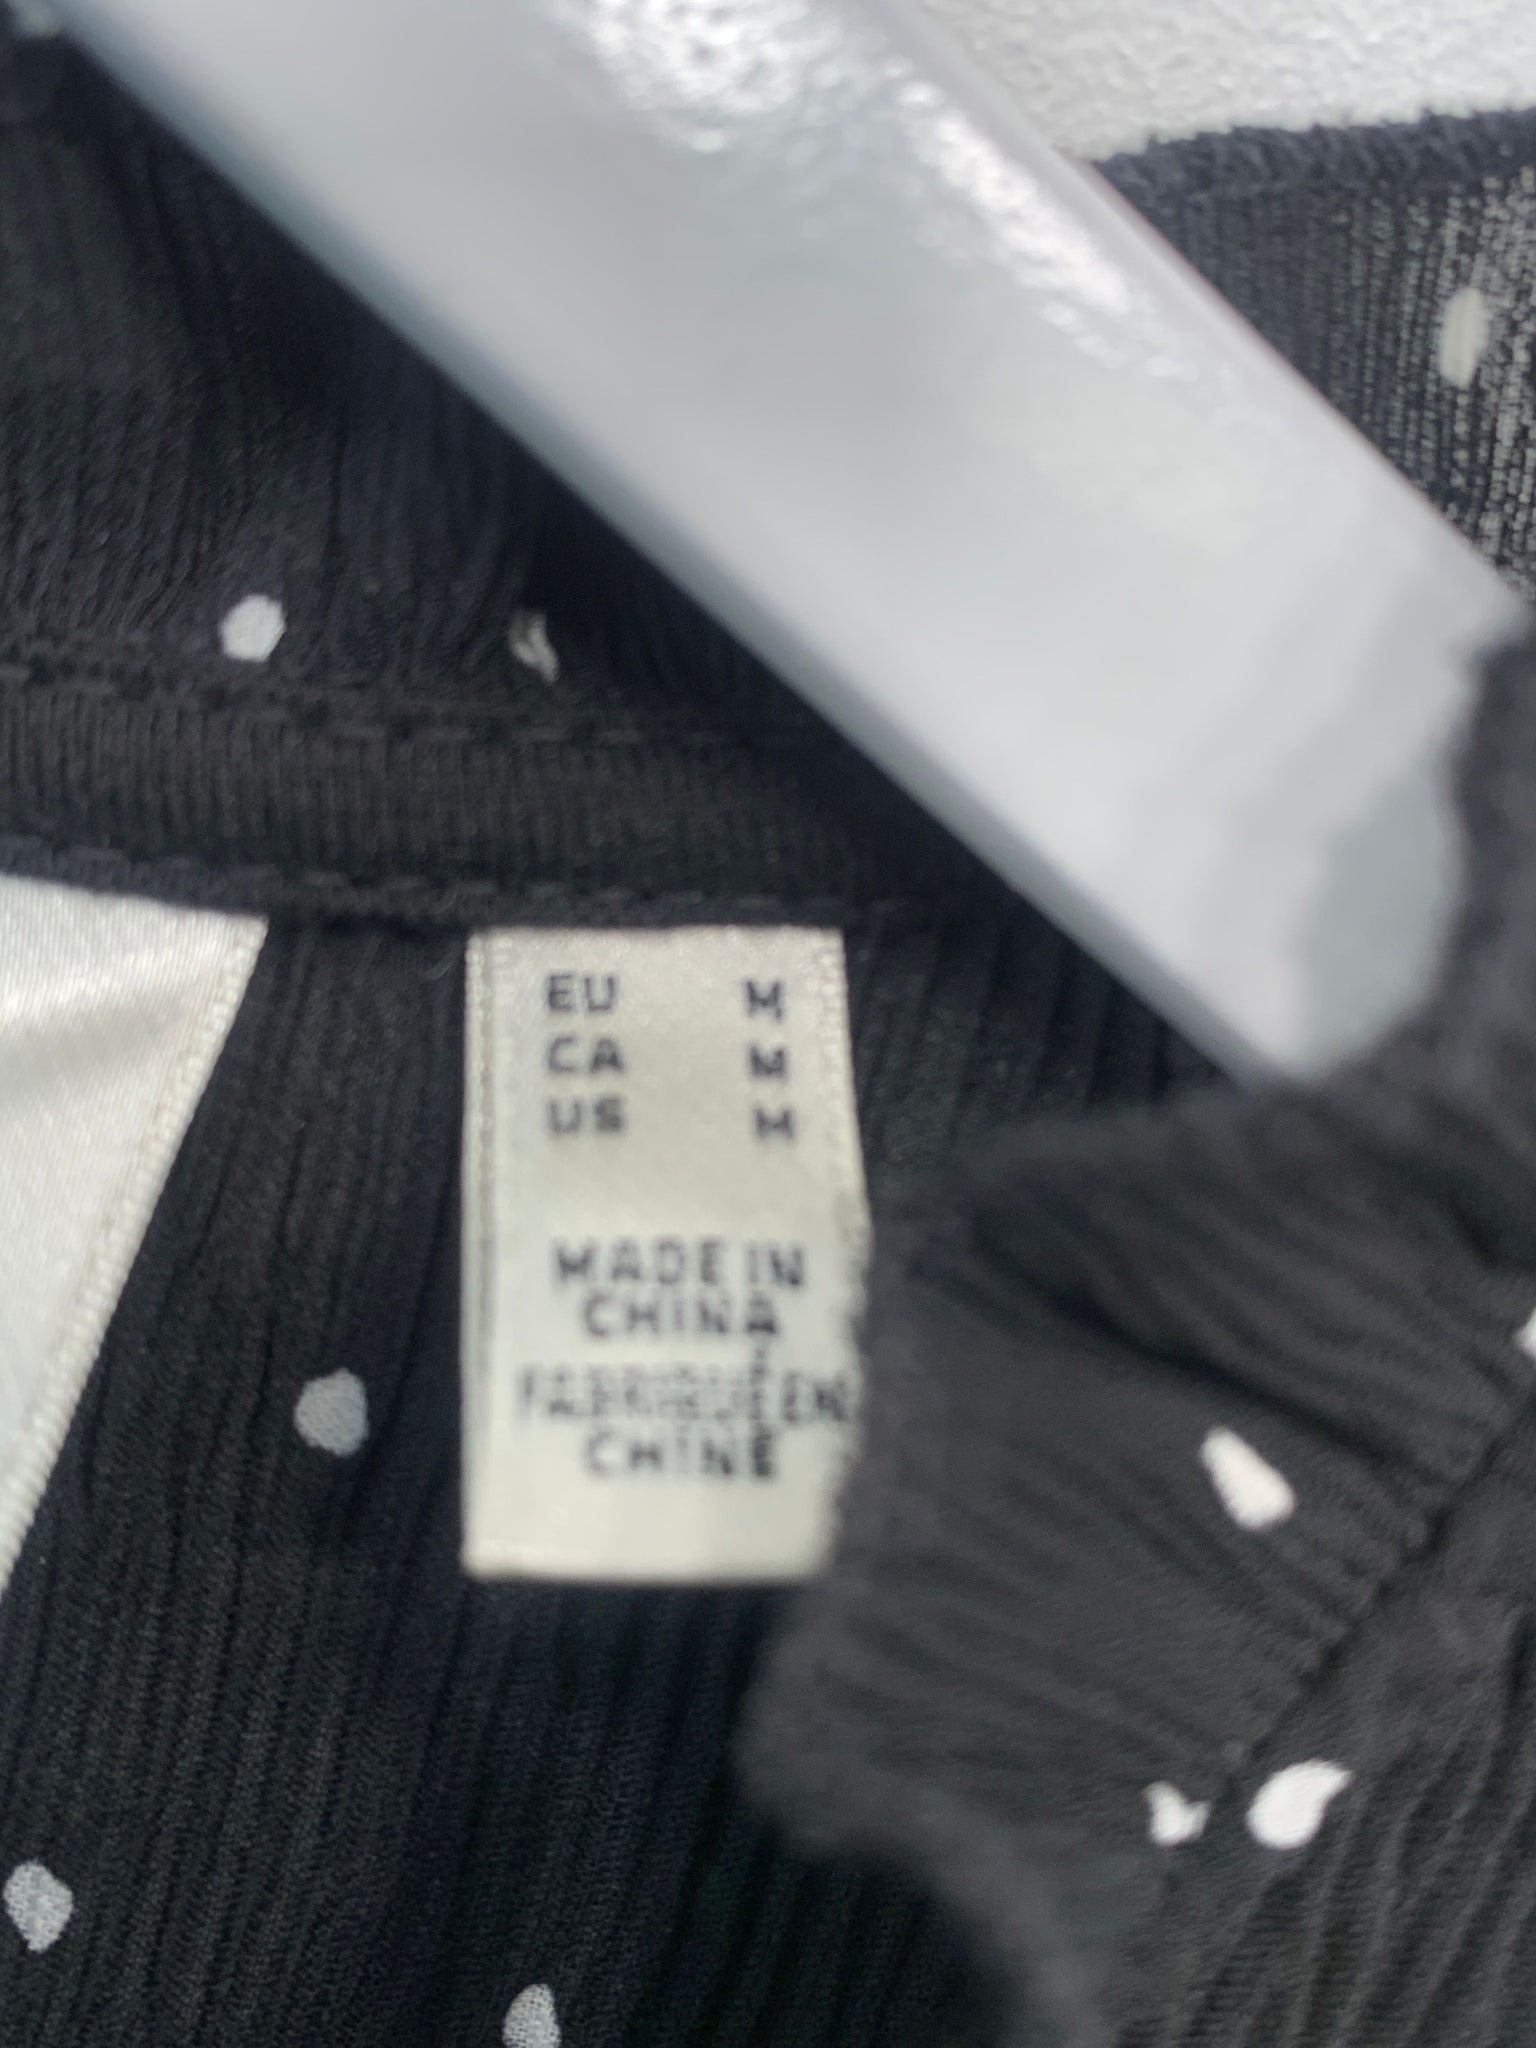 EU M
CA M
US M
MADE IN
CHINA
FABRIQUÉ EN
CHINE